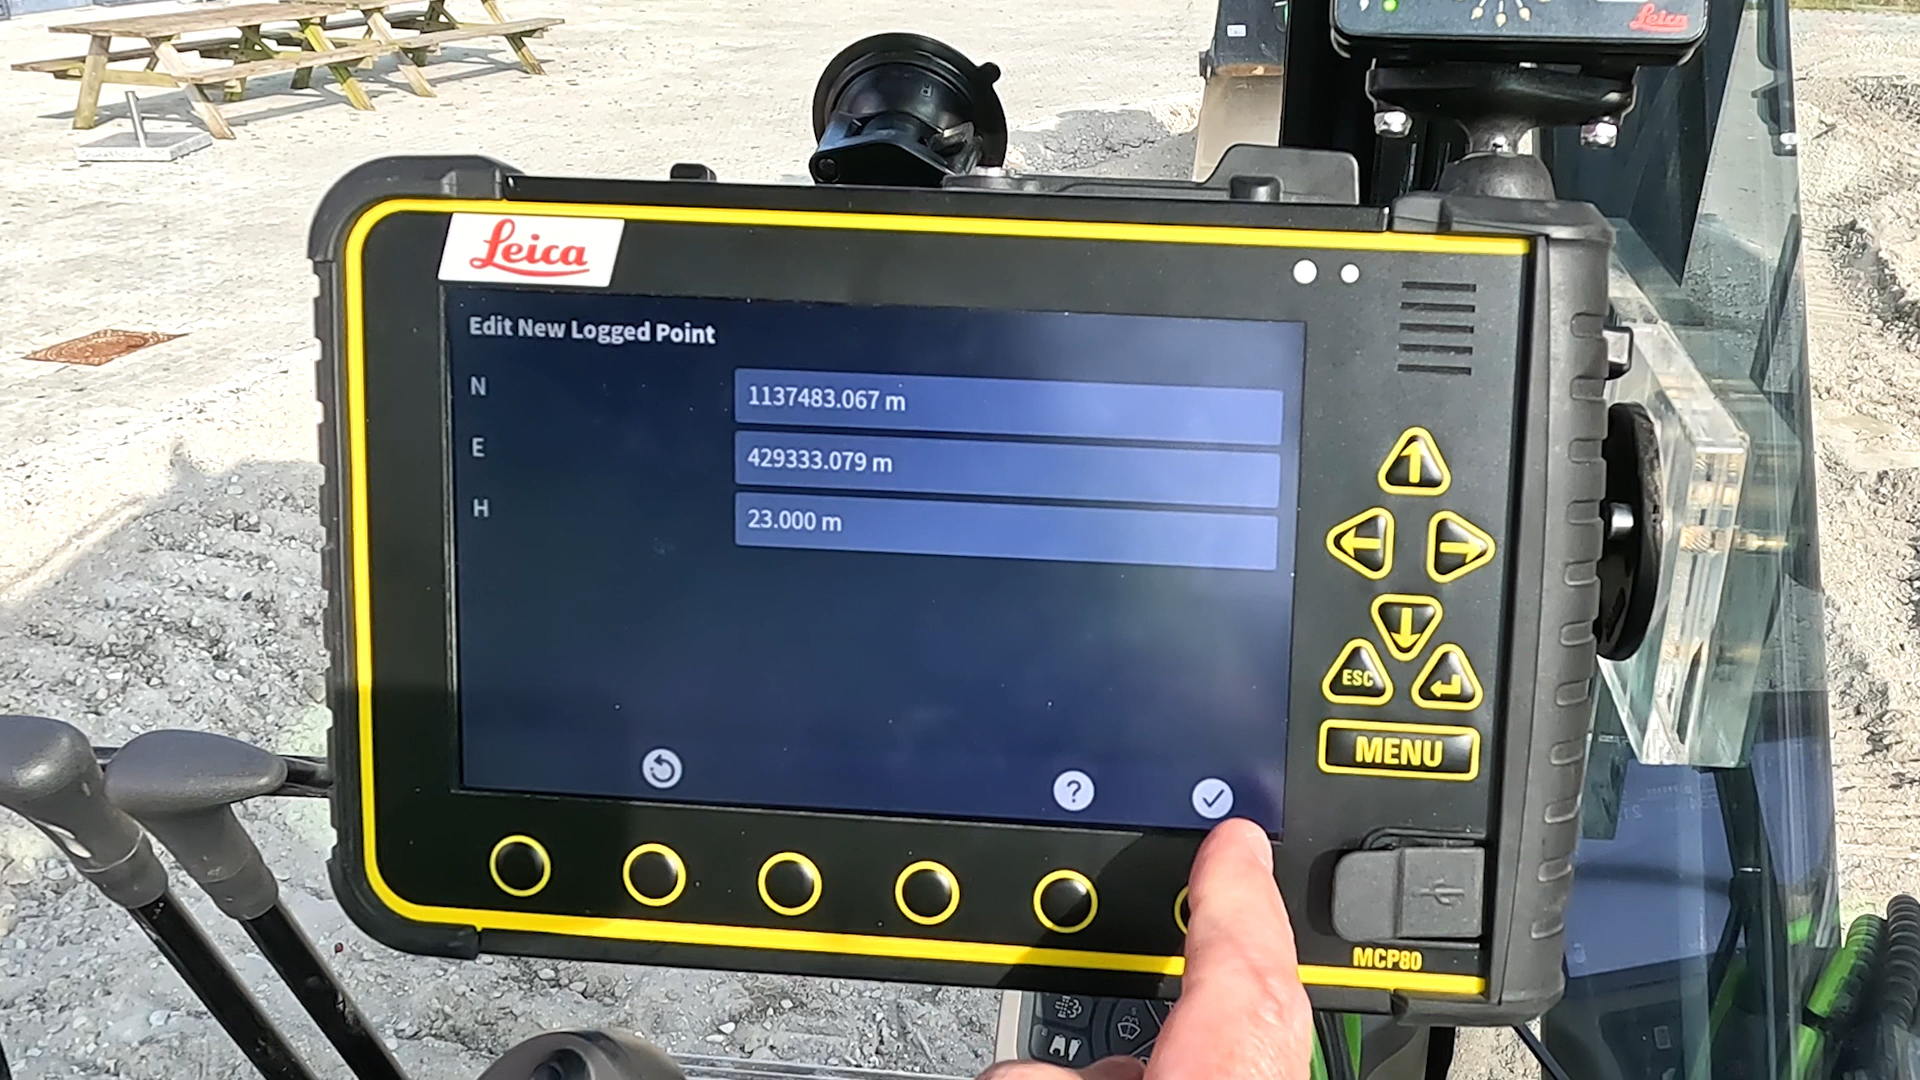 Leica
Leica
Edit New Logged Point
N
1137483.067 m
E
429333.079 m
H
23.000 m
?
ESC
MENU
MCP80